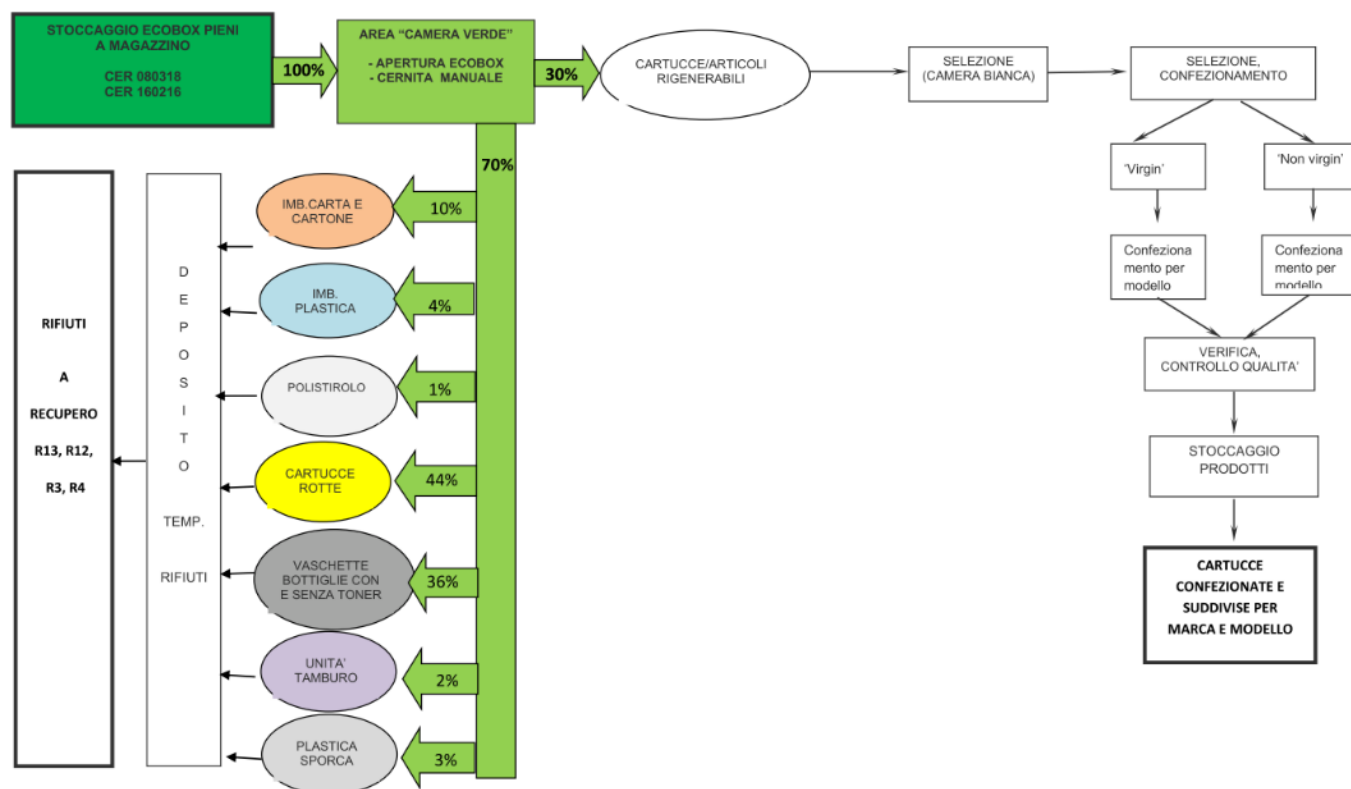 STOCCAGGIO ECOBOX PIENI
A MAGAZZINO
CER 080318
CER 160216
100%
AREA “CAMERA VERDE”
- APERTURA ECOBOX
- CERNITA MANUALE
30%
CARTUCCE/ARTICOLI
RIGENERABILI
SELEZIONE
(CAMERA BIANCA)
SELEZIONE,
CONFEZIONAMENTO
'Virgin'
'Non virgin'
Confeziona
mento per
modello
Confeziona
mento per
modello
VERIFICA,
CONTROLLO QUALITA'
STOCCAGGIO
PRODOTTI
CARTUCCE
CONFEZIONATE E
SUDDIVISE PER
MARCA E MODELLO
70%
IMB.CARTA E
CARTONE
10%
IMB.
PLASTICA
4%
POLISTIROLO
1%
CARTUCCE
ROTTE
44%
VASCHETTE
BOTTIGLIE CON
E SENZA TONER
36%
UNITA'
TAMBURO
2%
PLASTICA
SPORCA
3%
D
E
P
O
S
I
T
O
TEMP.
RIFIUTI
RIFIUTI
A
RECUPERO
R13, R12,
R3, R4